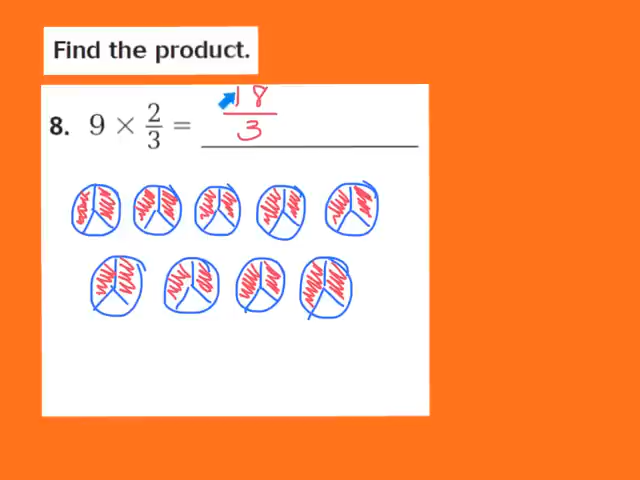 Find the product.
8. 9 × 2/3 = 18/3